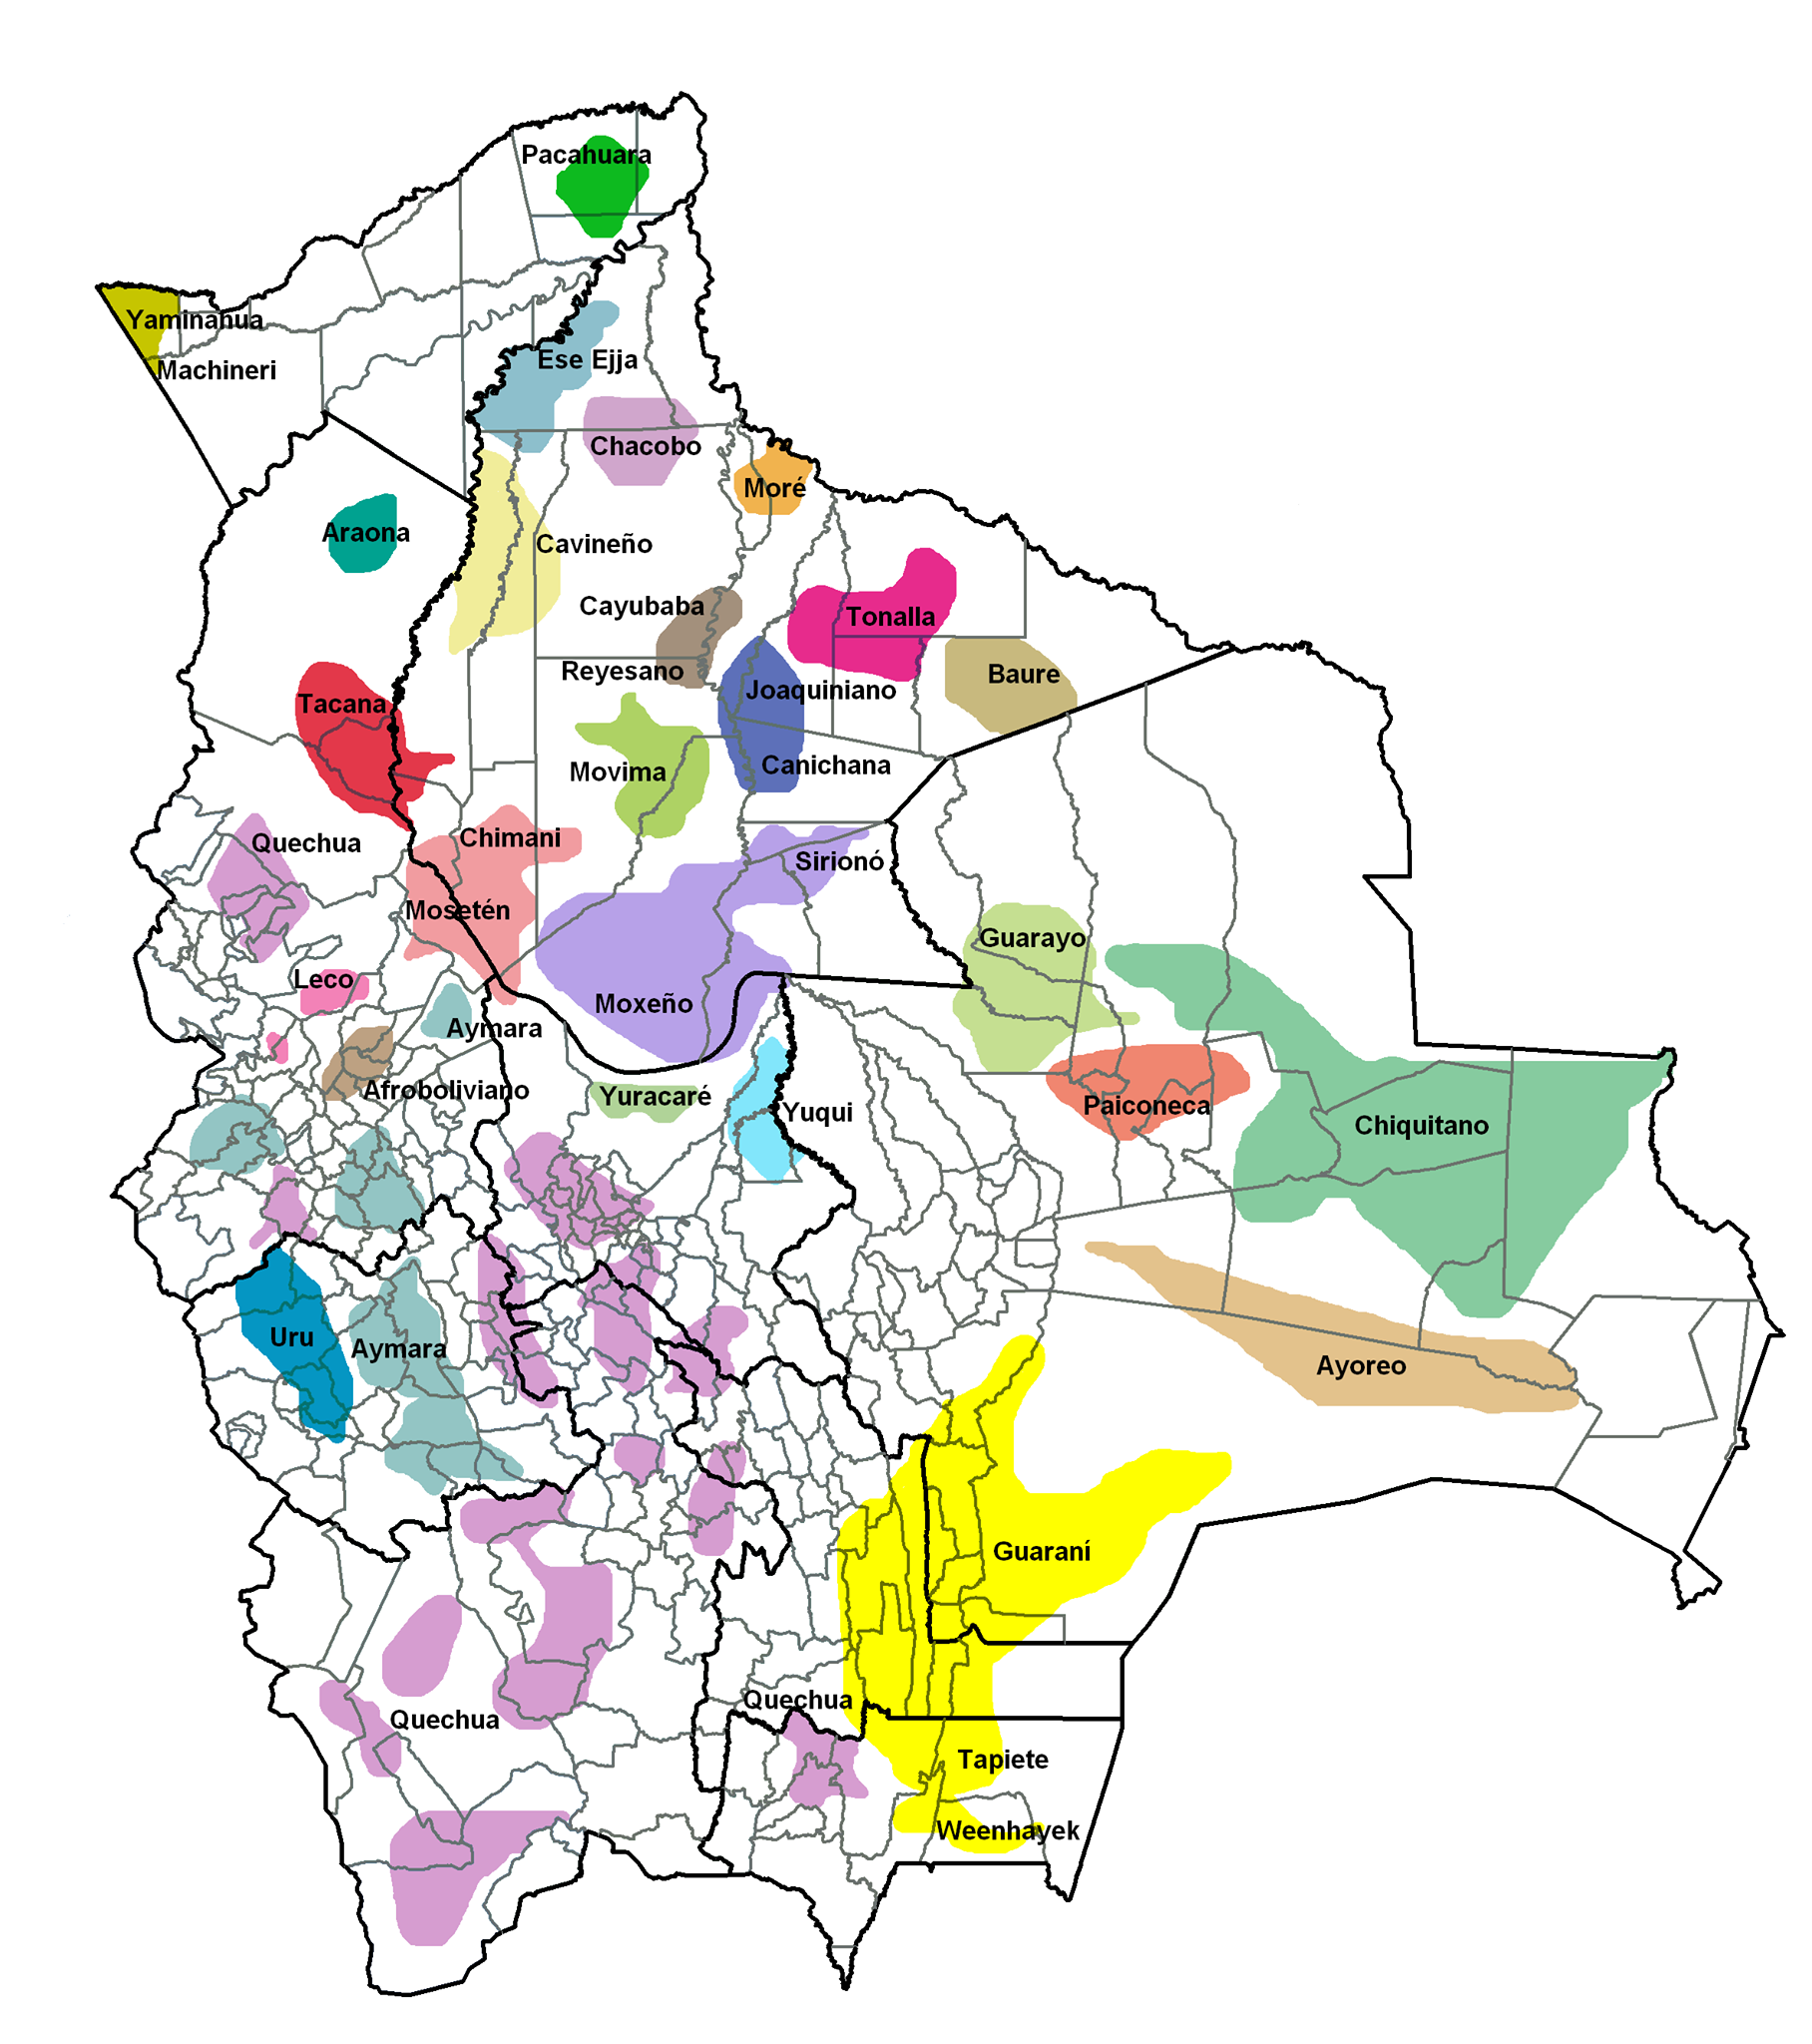 Pacahuara
Yaminahua
Machineri
Ese Ejja
Chacobo
Moré
Araona
Cavineño
Cayubaba
Tonalla
Reyesano
Baure
Joaquiniano
Tacana
Movima
Canichana
Quechua
Chimani
Sirionó
Mosetén
Guarayo
Leco
Moxeño
Aymara
Afroboliviano
Yuracaré
Yuqui
Paiconeca
Chiquitano
Uru
Aymara
Ayoreo
Guaraní
Quechua
Quechua
Tapiete
Weenhayek